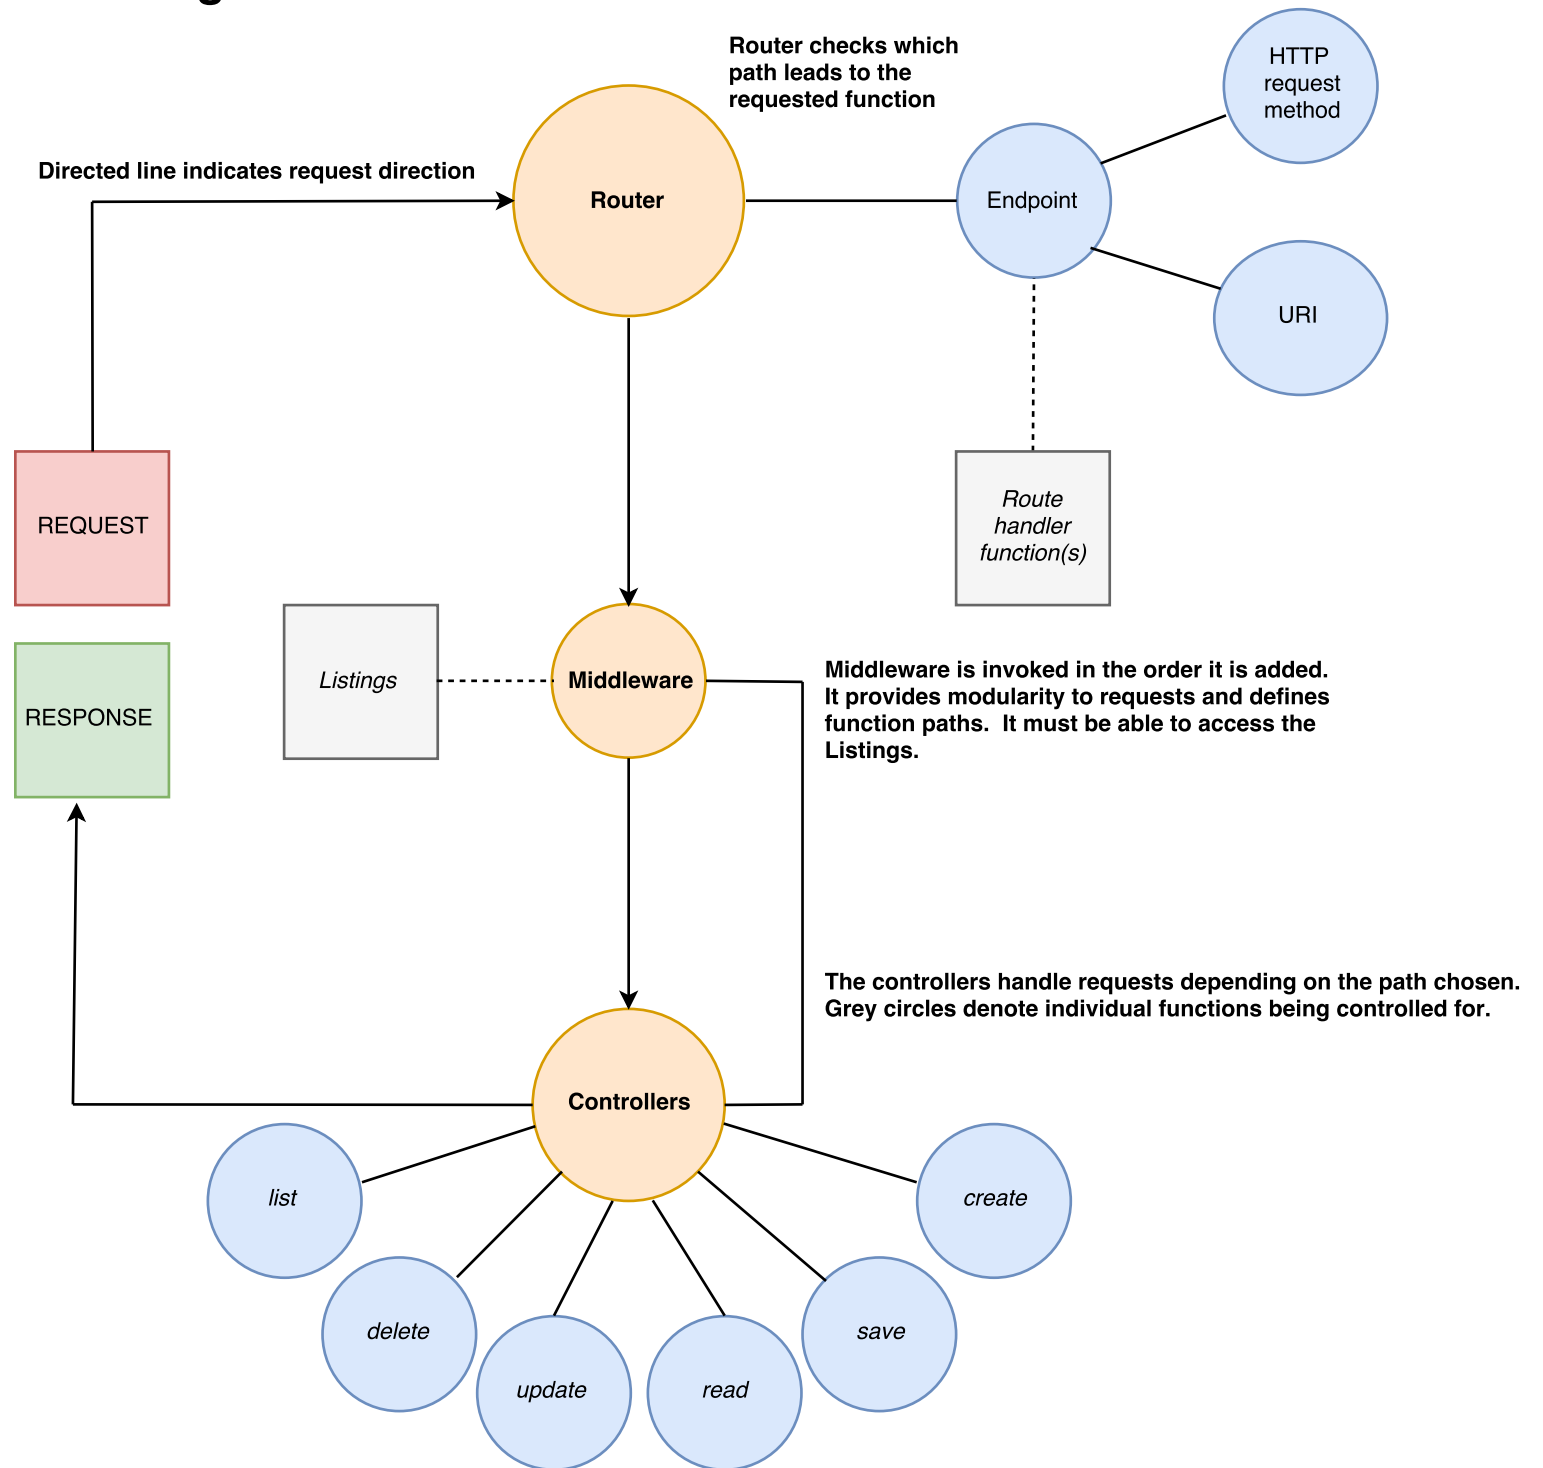 Router checks which
path leads to the
requested function
HTTP
request
method
Directed line indicates request direction
Router
Endpoint
URI
REQUEST
Route
handler
function(s)
RESPONSE
Listings
Middleware
Middleware is invoked in the order it is added.
It provides modularity to requests and defines
function paths.  It must be able to access the
Listings.
The controllers handle requests depending on the path chosen.
Grey circles denote individual functions being controlled for.
Controllers
list
create
delete
save
update
read